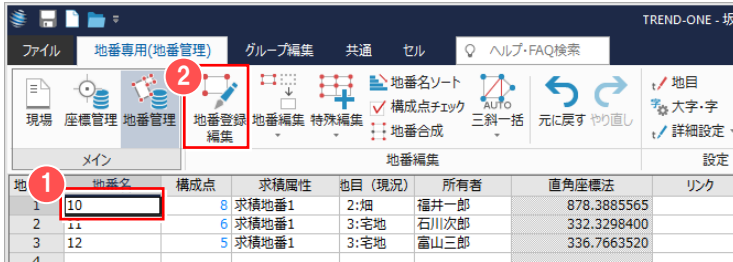 TREND-ONE - 坂
ファイル 地番専用(地番管理) グループ編集 共通 セル ヘルプ・FAQ検索
2
現場 座標管理 地番管理 地番登録編集 地番編集 特殊編集 地番名ソート 構成点チェック 地番合成 AUTO 三斜一括 元に戻す やり直し 地目 大字・字 詳細設定
メイン 地番編集 設定
1
地 地番名 構成点 求積属性 地目（現況） 所有者 直角座標法 リンク
1 10 8 求積地番1 2:畑 福井一郎 878.3885565
2 11 6 求積地番1 3:宅地 石川次郎 332.3298400
3 12 5 求積地番1 3:宅地 富山三郎 336.7663520
4